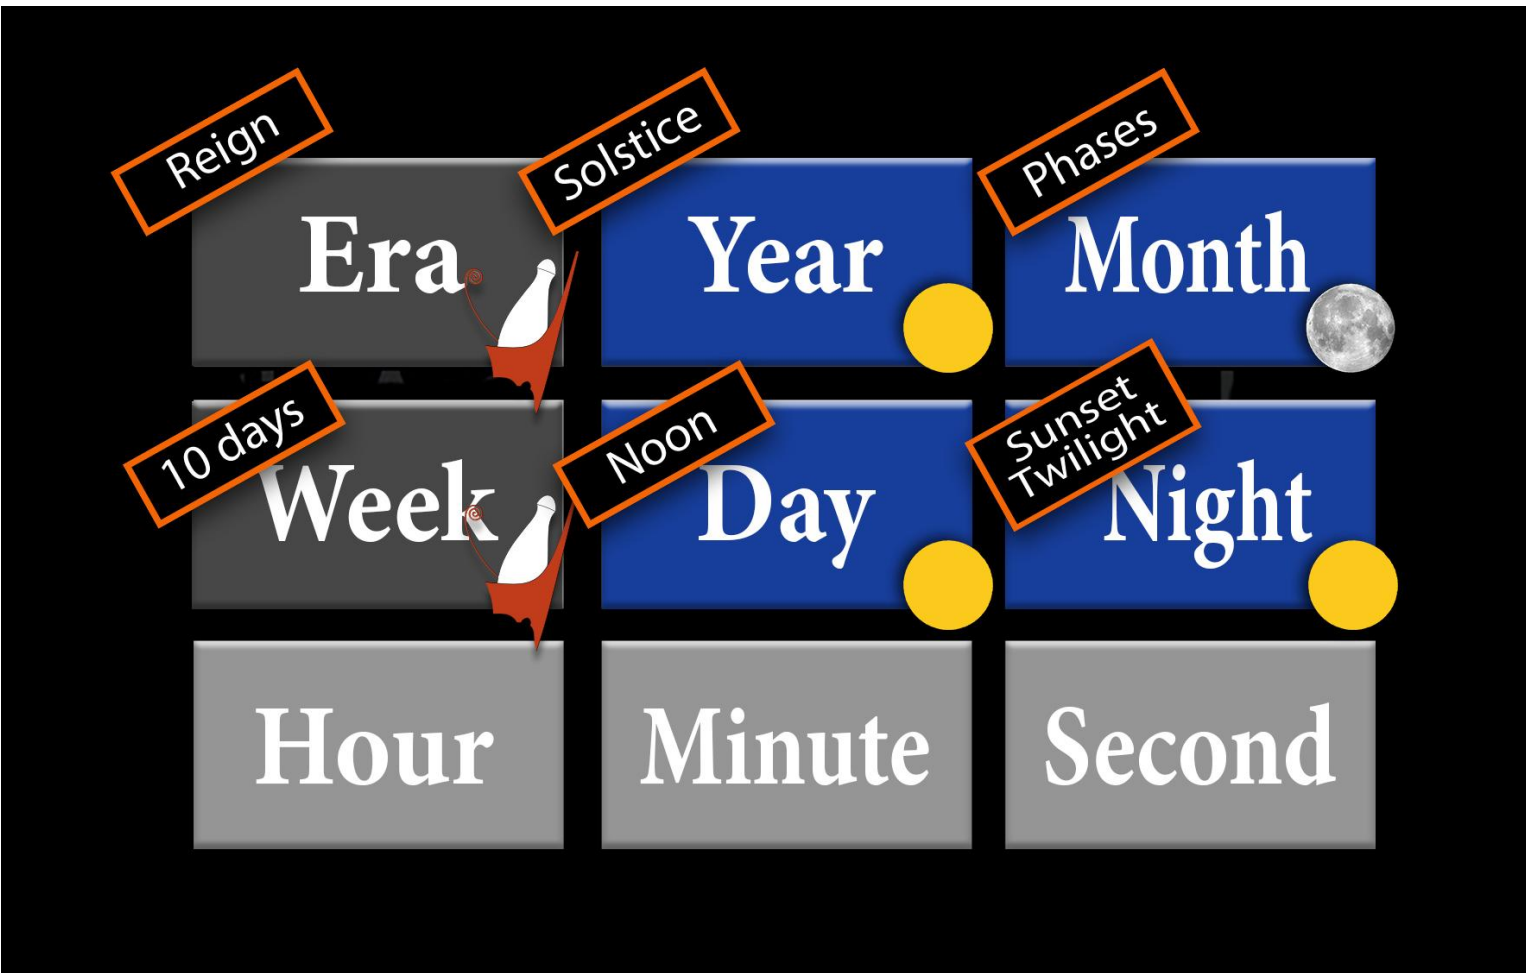 Reign
Era
Solstice
Year
Phases
Month
10 days
Week
Noon
Day
Sunset
Twilight
Night
Hour
Minute
Second